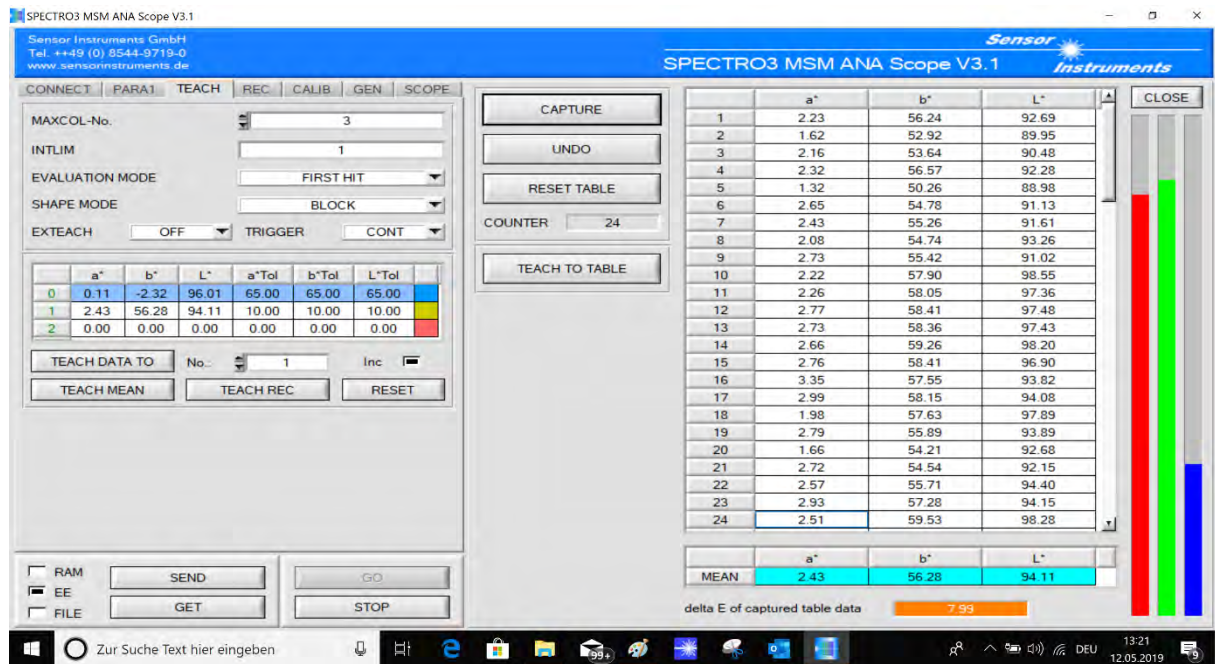 SPECTRO3 MSM ANA Scope V3.1
Sensor Instruments GmbH
Tel. ++49 (0) 8544-9719-0
www.sensorinstruments.de
Sensor
Instruments
SPECTRO3 MSM ANA Scope V3.1
CONNECT PARA1 TEACH REC CALIB GEN SCOPE
MAXCOL-No. 3
INTLIM 1
EVALUATION MODE FIRST HIT
SHAPE MODE BLOCK
EXTEACH OFF TRIGGER CONT
a* b* L* a*Tol b*Tol L*Tol
0 0.11 -2.32 96.01 65.00 65.00 65.00
1 2.43 56.28 94.11 10.00 10.00 10.00
2 0.00 0.00 0.00 0.00 0.00 0.00
TEACH DATA TO No.: 1 Inc
TEACH MEAN TEACH REC RESET
RAM
EE
FILE
SEND GO
GET STOP
CAPTURE
UNDO
RESET TABLE
COUNTER 24
TEACH TO TABLE
a* b* L*
1 2.23 56.24 92.69
2 1.62 52.92 89.95
3 2.16 53.64 90.48
4 2.32 56.57 92.28
5 1.32 50.26 88.98
6 2.65 54.78 91.13
7 2.43 55.26 91.61
8 2.08 54.74 93.26
9 2.73 55.42 91.02
10 2.22 57.90 98.55
11 2.26 58.05 97.36
12 2.77 58.41 97.48
13 2.73 58.36 97.43
14 2.66 59.26 98.20
15 2.76 58.41 96.90
16 3.35 57.55 93.82
17 2.99 58.15 94.08
18 1.98 57.63 97.89
19 2.79 55.89 93.89
20 1.66 54.21 92.68
21 2.72 54.54 92.15
22 2.57 55.71 94.40
23 2.93 57.28 94.15
24 2.51 59.53 98.28
a* b* L*
MEAN 2.43 56.28 94.11
delta E of captured table data 7.99
CLOSE
Zur Suche Text hier eingeben
99+
DEU
13:21
12.05.2019
9